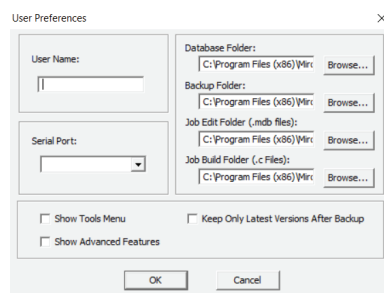 User Preferences
User Name:
Serial Port:
Database Folder:
C:\Program Files (x86)\Mirc
Browse...
Backup Folder:
C:\Program Files (x86)\Mirc
Browse...
Job Edit Folder (.mdb files):
C:\Program Files (x86)\Mirc
Browse...
Job Build Folder (.c Files):
C:\Program Files (x86)\Mirc
Browse...
Show Tools Menu
Keep Only Latest Versions After Backup
Show Advanced Features
OK
Cancel